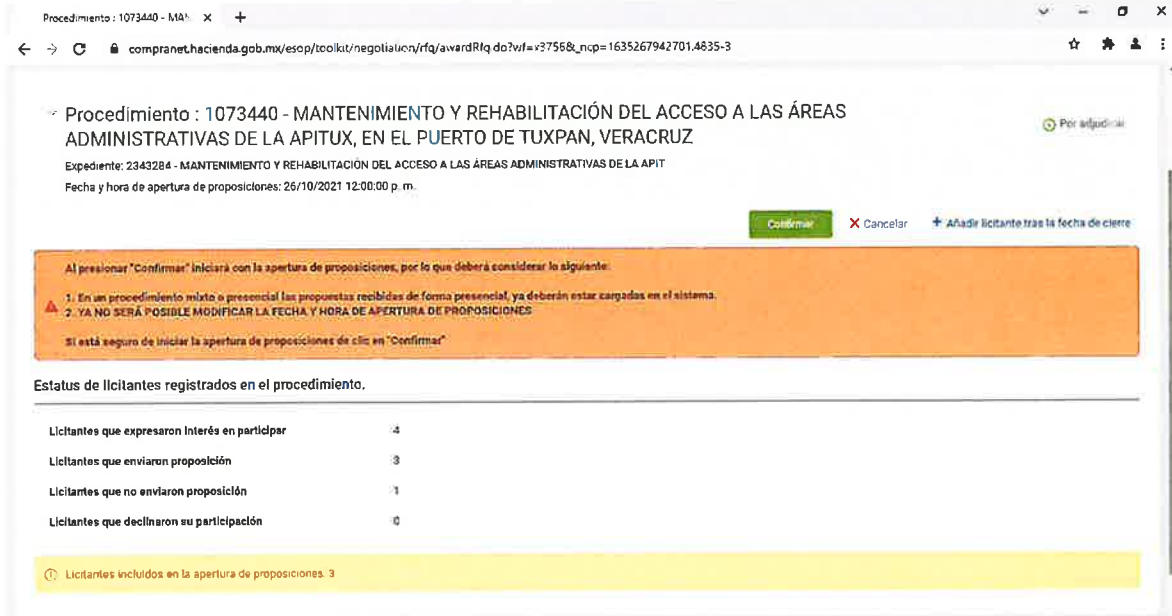 Procedimiento : 1073440 - MAN
compranet.hacienda.gob.mx/esop/toolkit/negotiation/rfq/awardRfq.do?wf=x3756&_ncp=1635267942701.4835-3
Procedimiento : 1073440 - MANTENIMIENTO Y REHABILITACIÓN DEL ACCESO A LAS ÁREAS
ADMINISTRATIVAS DE LA APITUX, EN EL PUERTO DE TUXPAN, VERACRUZ
Por adjudicar
Expediente: 2343284 - MANTENIMIENTO Y REHABILITACIÓN DEL ACCESO A LAS ÁREAS ADMINISTRATIVAS DE LA APIT
Fecha y hora de apertura de proposiciones: 26/10/2021 12:00:00 p. m.
Confirmar X Cancelar + Añadir licitante tras la fecha de cierre
Al presionar "Confirmar" iniciará con la apertura de proposiciones, por lo que deberá considerar lo siguiente:
1. En un procedimiento mixto o presencial las propuestas recibidas de forma presencial, ya deberán estar cargadas en el sistema.
2. YA NO SERÁ POSIBLE MODIFICAR LA FECHA Y HORA DE APERTURA DE PROPOSICIONES
Si está seguro de iniciar la apertura de proposiciones de clic en "Confirmar"
Estatus de licitantes registrados en el procedimiento.
Licitantes que expresaron interés en participar 4
Licitantes que enviaron proposición 3
Licitantes que no enviaron proposición 1
Licitantes que declinaron su participación 0
Licitantes incluidos en la apertura de proposiciones. 3